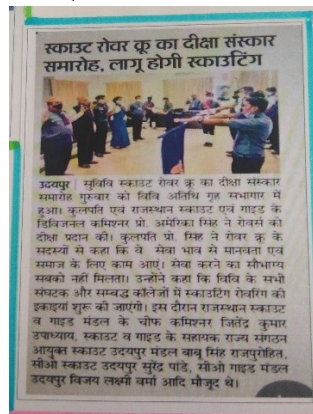 स्काउट रोवर क्रू का दीक्षा संस्कार
समारोह, लागू होगी स्काउटिंग
उदयपुर | सुविवि स्काउट रोवर क्रू का दीक्षा संस्कार
समारोह गुरुवार को विवि अतिथि गृह सभागार में
हुआ। कुलपति एवं राजस्थान स्काउट एवं गाइड के
डिविजनल कमिश्नर प्रो. अमेरिका सिंह ने रोवर्स को
दीक्षा प्रदान की। कुलपति प्रो. सिंह ने रोवर क्रू के
सदस्यों से कहा कि वे सेवा भाव से मानवता एवं
समाज के लिए काम आएं। सेवा करने का सौभाग्य
सबको नहीं मिलता। उन्होंने कहा कि विवि के सभी
संघटक और सम्बद्ध कॉलेजों में स्काउटिंग रोवरिंग की
इकाइयां शुरू की जाएंगी। इस दौरान राजस्थान स्काउट
व गाइड मंडल के चीफ कमिश्नर जितेंद्र कुमार
उपाध्याय, स्काउट व गाइड के सहायक राज्य संगठन
आयुक्त स्काउट उदयपुर मंडल बाबू सिंह राजपुरोहित,
सीओ स्काउट उदयपुर सुरेंद्र पांडे, सीओ गाइड मंडल
उदयपुर विजय लक्ष्मी वर्मा आदि मौजूद थे।